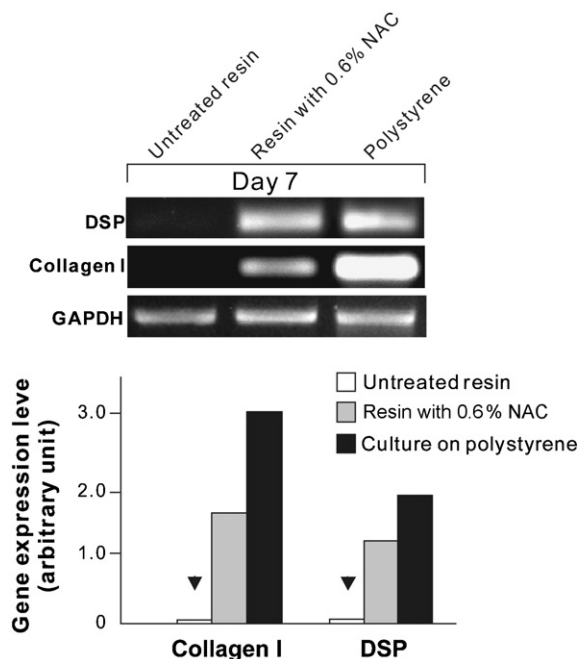 Untreated resin
Resin with 0.6% NAC
Polystyrene
Day 7
DSP
Collagen I
GAPDH
Gene expression leve
(arbitrary unit)
3.0
2.0
1.0
0
Untreated resin
Resin with 0.6% NAC
Culture on polystyrene
Collagen I
DSP